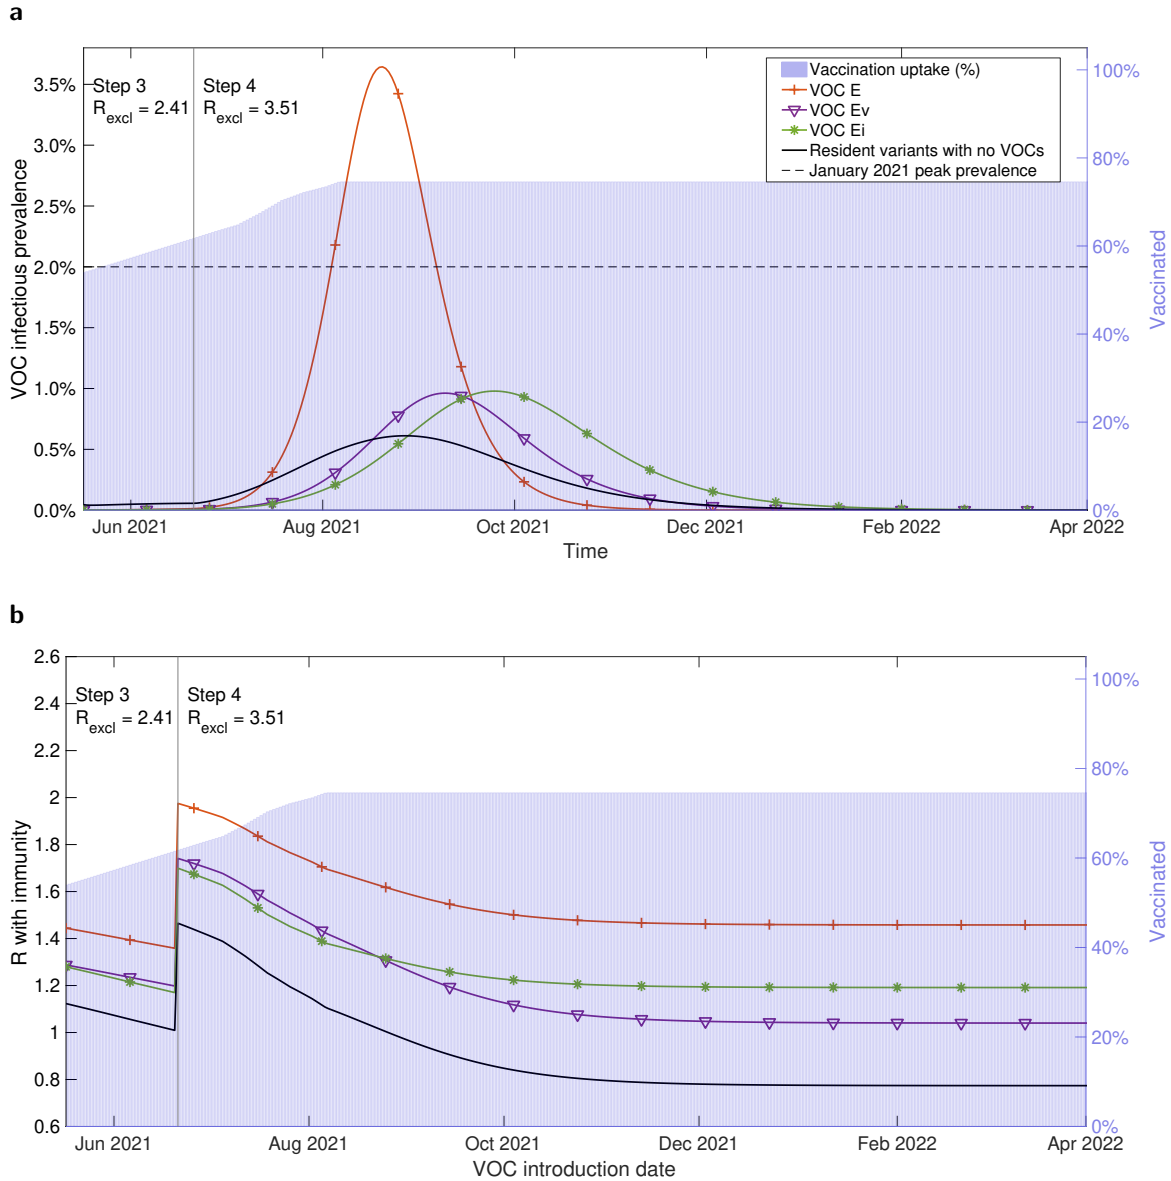 a
Step 3
R_excl = 2.41
Step 4
R_excl = 3.51
Vaccination uptake (%)
VOC E
VOC Ev
VOC Ei
Resident variants with no VOCs
January 2021 peak prevalence
3.5%
3.0%
2.5%
2.0%
1.5%
1.0%
0.5%
0.0%
VOC infectious prevalence
100%
80%
60%
40%
20%
0%
Vaccinated
Jun 2021
Aug 2021
Oct 2021
Dec 2021
Feb 2022
Apr 2022
Time
b
Step 3
R_excl = 2.41
Step 4
R_excl = 3.51
2.6
2.4
2.2
2
1.8
1.6
1.4
1.2
1
0.8
0.6
R with immunity
100%
80%
60%
40%
20%
0%
Vaccinated
Jun 2021
Aug 2021
Oct 2021
Dec 2021
Feb 2022
Apr 2022
VOC introduction date